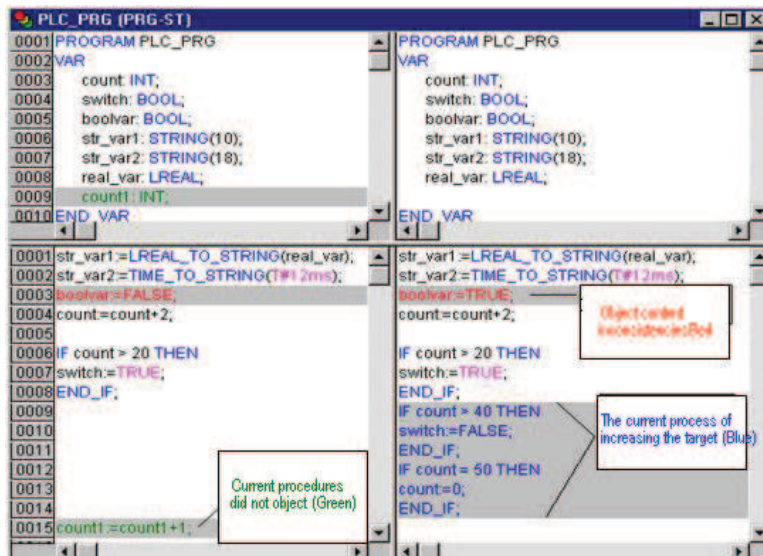 PLC_PRG (PRG-ST)
0001 PROGRAM PLC_PRG
0002 VAR
0003 count: INT;
0004 switch: BOOL;
0005 boolvar: BOOL;
0006 str_var1: STRING(10);
0007 str_var2: STRING(18);
0008 real_var: LREAL;
0009 count1: INT;
0010 END_VAR
PROGRAM PLC_PRG
VAR
count: INT;
switch: BOOL;
boolvar: BOOL;
str_var1: STRING(10);
str_var2: STRING(18);
real_var: LREAL;
END_VAR
0001 str_var1:=LREAL_TO_STRING(real_var);
0002 str_var2:=TIME_TO_STRING(T#12ms);
0003 boolvar:=FALSE;
0004 count:=count+2;
0005
0006 IF count > 20 THEN
0007 switch:=TRUE;
0008 END_IF;
0009
0010
0011
0012
0013
0014
0015 count1:=count1+1;
Current procedures
did not object (Green)
str_var1:=LREAL_TO_STRING(real_var);
str_var2:=TIME_TO_STRING(T#12ms);
boolvar:=TRUE;
count:=count+2;
IF count > 20 THEN
switch:=TRUE;
END_IF;
IF count > 40 THEN
switch:=FALSE;
END_IF;
IF count = 50 THEN
count=0;
END_IF;
Object content
inconsistenciesRed
The current process of
increasing the target (Blue)